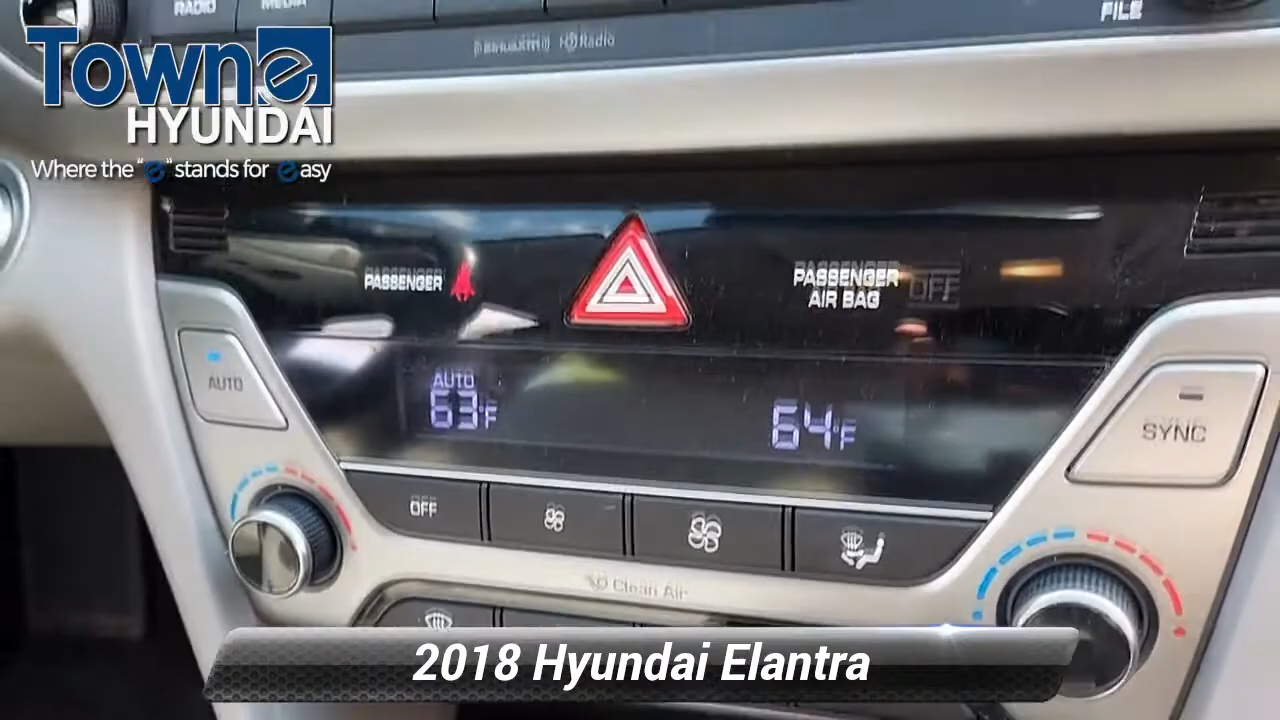 RADIO
MEDIA
FILE
SiriusXM HD Radio
Towne
HYUNDAI
Where the "e" stands for easy
PASSENGER
PASSENGER
AIR BAG OFF
AUTO
AUTO
63°F
64°F
SYNC
OFF
Clean Air
2018 Hyundai Elantra